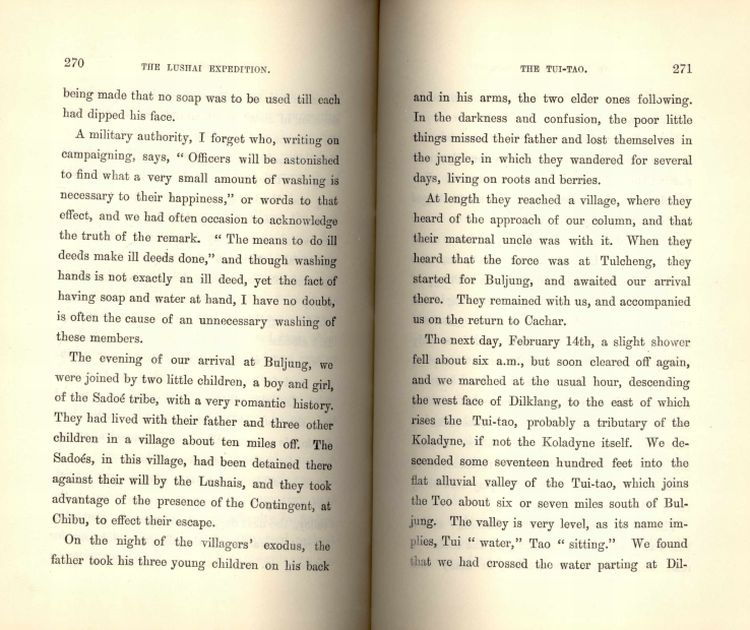 270
THE LUSHAI EXPEDITION.
being made that no soap was to be used till each
had dipped his face.
A military authority, I forget who, writing on
campaigning, says, “ Officers will be astonished
to find what a very small amount of washing is
necessary to their happiness,” or words to that
effect, and we had often occasion to acknowledge
the truth of the remark. “ The means to do ill
deeds make ill deeds done,” and though washing
hands is not exactly an ill deed, yet the fact of
having soap and water at hand, I have no doubt,
is often the cause of an unnecessary washing of
these members.
The evening of our arrival at Buljung, we
were joined by two little children, a boy and girl,
of the Sadoé tribe, with a very romantic history.
They had lived with their father and three other
children in a village about ten miles off. The
Sadoés, in this village, had been detained there
against their will by the Lushais, and they took
advantage of the presence of the Contingent, at
Chibu, to effect their escape.
On the night of the villagers’ exodus, the
father took his three young children on his back
THE TUI-TAO.
271
and in his arms, the two elder ones following.
In the darkness and confusion, the poor little
things missed their father and lost themselves in
the jungle, in which they wandered for several
days, living on roots and berries.
At length they reached a village, where they
heard of the approach of our column, and that
their maternal uncle was with it. When they
heard that the force was at Tulcheng, they
started for Buljung, and awaited our arrival
there. They remained with us, and accompanied
us on the return to Cachar.
The next day, February 14th, a slight shower
fell about six a.m., but soon cleared off again,
and we marched at the usual hour, descending
the west face of Dilklang, to the east of which
rises the Tui-tao, probably a tributary of the
Koladyne, if not the Koladyne itself. We de-
scended some seventeen hundred feet into the
flat alluvial valley of the Tui-tao, which joins
the Teo about six or seven miles south of Bul-
jung. The valley is very level, as its name im-
plies, Tui “ water,” Tao “ sitting.” We found
that we had crossed the water parting at Dil-